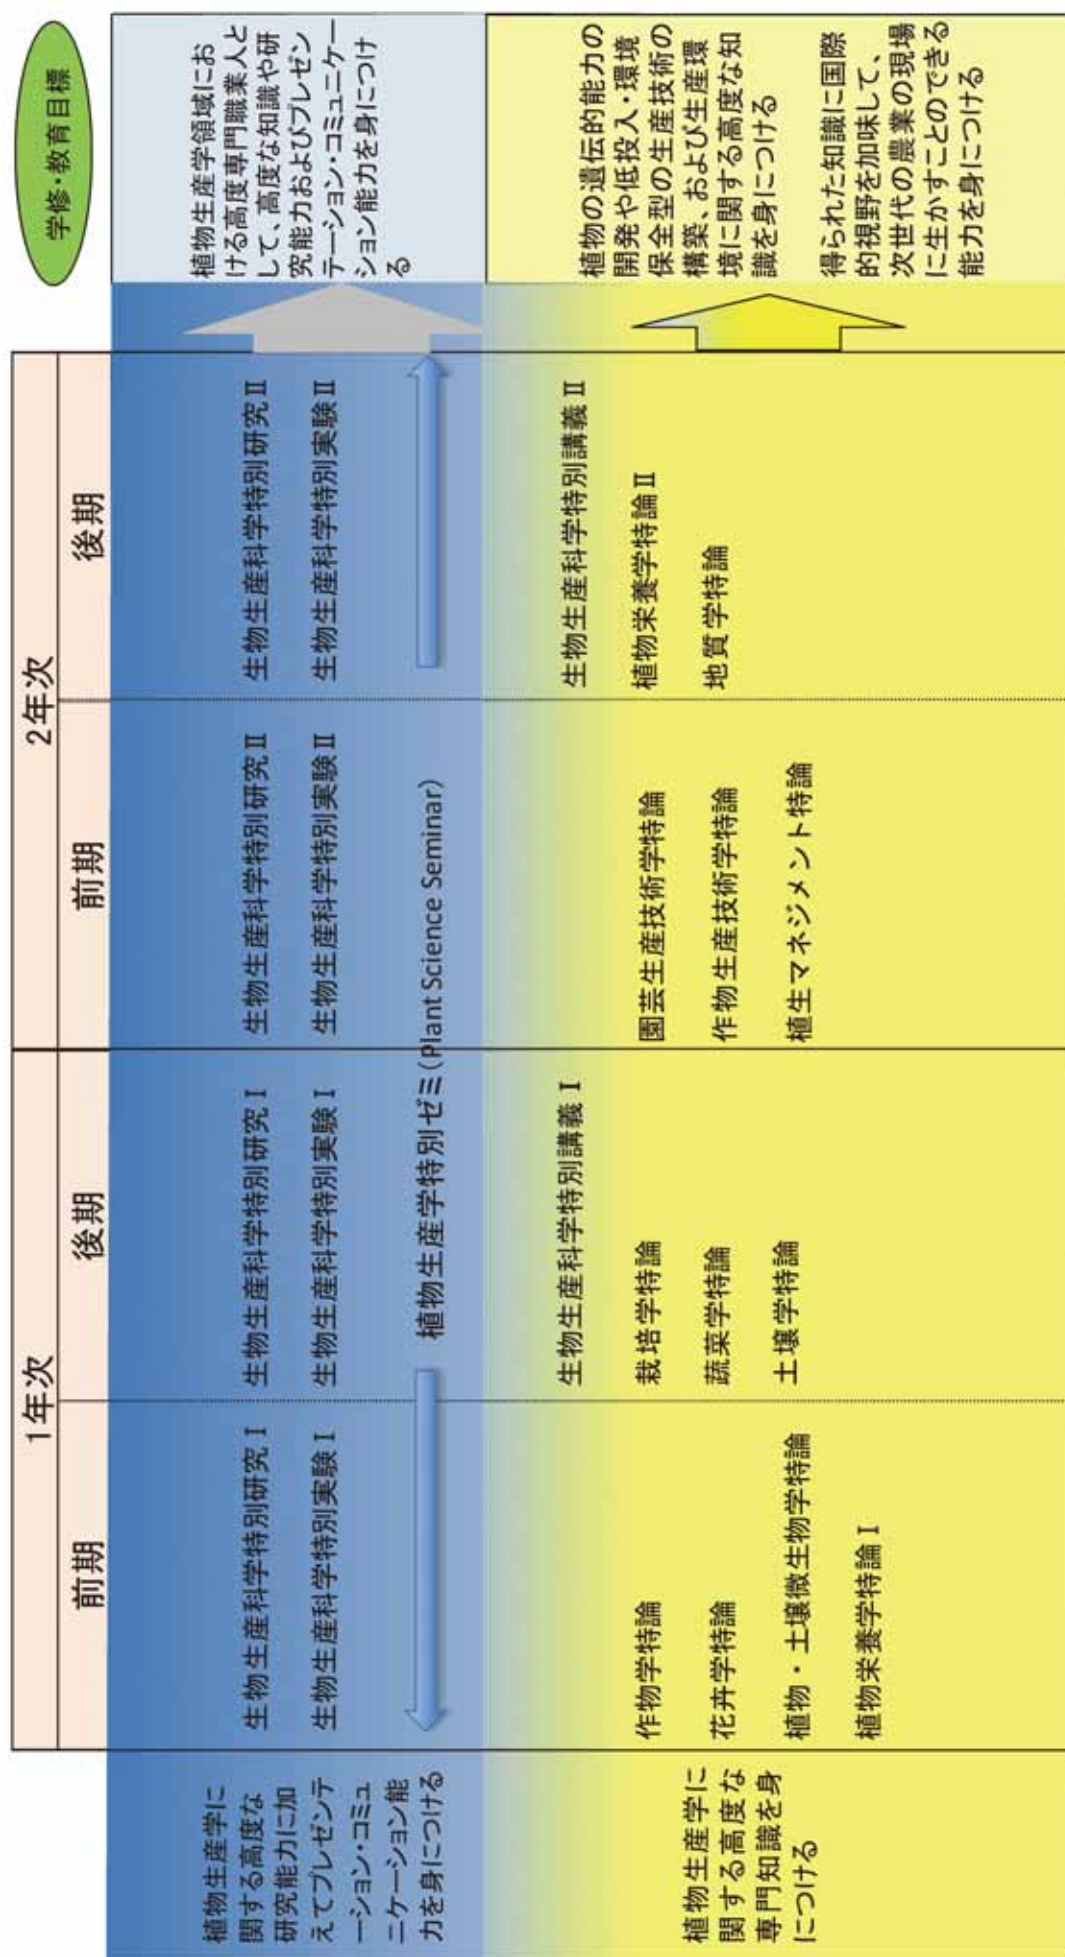 学修・教育目標
1年次
2年次
前期
後期
前期
後期
植物生産学に
関する高度な
研究能力に加
えてプレゼンテ
ーション・コミュ
ニケーション能
力を身につける
生物生産科学特別研究Ⅰ
生物生産科学特別研究Ⅰ
生物生産科学特別研究Ⅱ
生物生産科学特別研究Ⅱ
生物生産科学特別実験Ⅰ
生物生産科学特別実験Ⅰ
生物生産科学特別実験Ⅱ
生物生産科学特別実験Ⅱ
植物生産学特別ゼミ(Plant Science Seminar)
植物生産学領域にお
ける高度専門職業人と
して、高度な知識や研
究能力およびプレゼン
テーション・コミュニケー
ション能力を身につけ
る
植物生産学に
関する高度な
専門知識を身
につける
生物生産科学特別講義Ⅰ
生物生産科学特別講義Ⅱ
作物学特論
栽培学特論
園芸生産技術学特論
植物栄養学特論Ⅱ
花卉学特論
蔬菜学特論
作物生産技術学特論
地質学特論
植物・土壌微生物学特論
土壌学特論
植生マネジメント特論
植物栄養学特論Ⅰ
植物の遺伝的能力の
開発や低投入・環境
保全型の生産技術の
構築、および生産環
境に関する高度な知
識を身につける
得られた知識に国際
的視野を加味して、
次世代の農業の現場
に生かすことのできる
能力を身につける